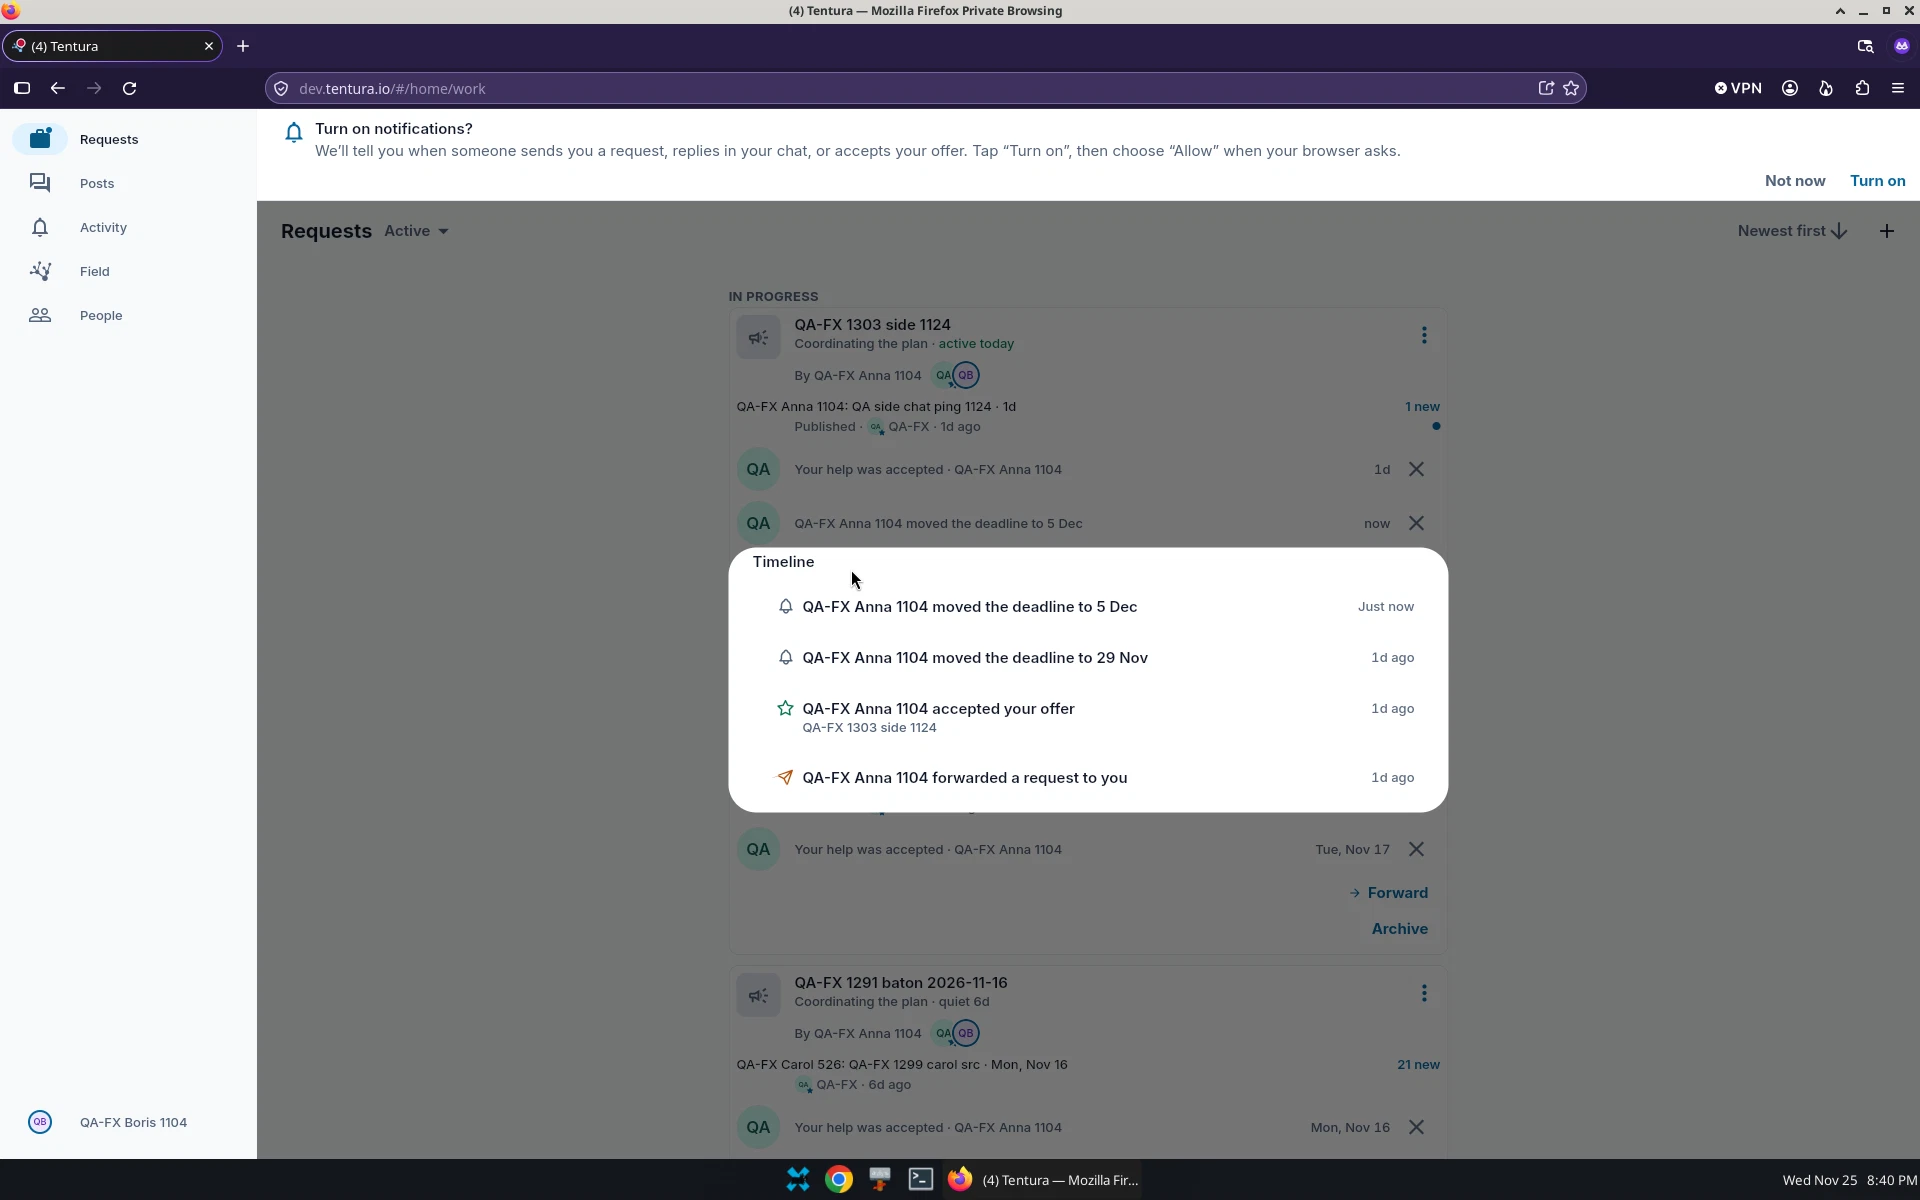 (4) Tentura — Mozilla Firefox Private Browsing
(4) Tentura
dev.tentura.io/#/home/work
VPN
Requests
Posts
Activity
Field
People
QB
QA-FX Boris 1104
Turn on notifications?
We’ll tell you when someone sends you a request, replies in your chat, or accepts your offer. Tap “Turn on”, then choose “Allow” when your browser asks.
Not now
Turn on
Requests
Active
Newest first
IN PROGRESS
QA-FX 1303 side 1124
Coordinating the plan · active today
By QA-FX Anna 1104 QA QB
QA-FX Anna 1104: QA side chat ping 1124 · 1d
1 new
Published · QA QA-FX · 1d ago
QA Your help was accepted · QA-FX Anna 1104 1d
QA QA-FX Anna 1104 moved the deadline to 5 Dec now
Timeline
QA-FX Anna 1104 moved the deadline to 5 Dec Just now
QA-FX Anna 1104 moved the deadline to 29 Nov 1d ago
QA-FX Anna 1104 accepted your offer 1d ago
QA-FX 1303 side 1124
QA-FX Anna 1104 forwarded a request to you 1d ago
QA Your help was accepted · QA-FX Anna 1104 Tue, Nov 17
Forward
Archive
QA-FX 1291 baton 2026-11-16
Coordinating the plan · quiet 6d
By QA-FX Anna 1104 QA QB
QA-FX Carol 526: QA-FX 1299 carol src · Mon, Nov 16
21 new
QA QA-FX · 6d ago
QA Your help was accepted · QA-FX Anna 1104 Mon, Nov 16
(4) Tentura — Mozilla Fir...
Wed Nov 25 8:40 PM